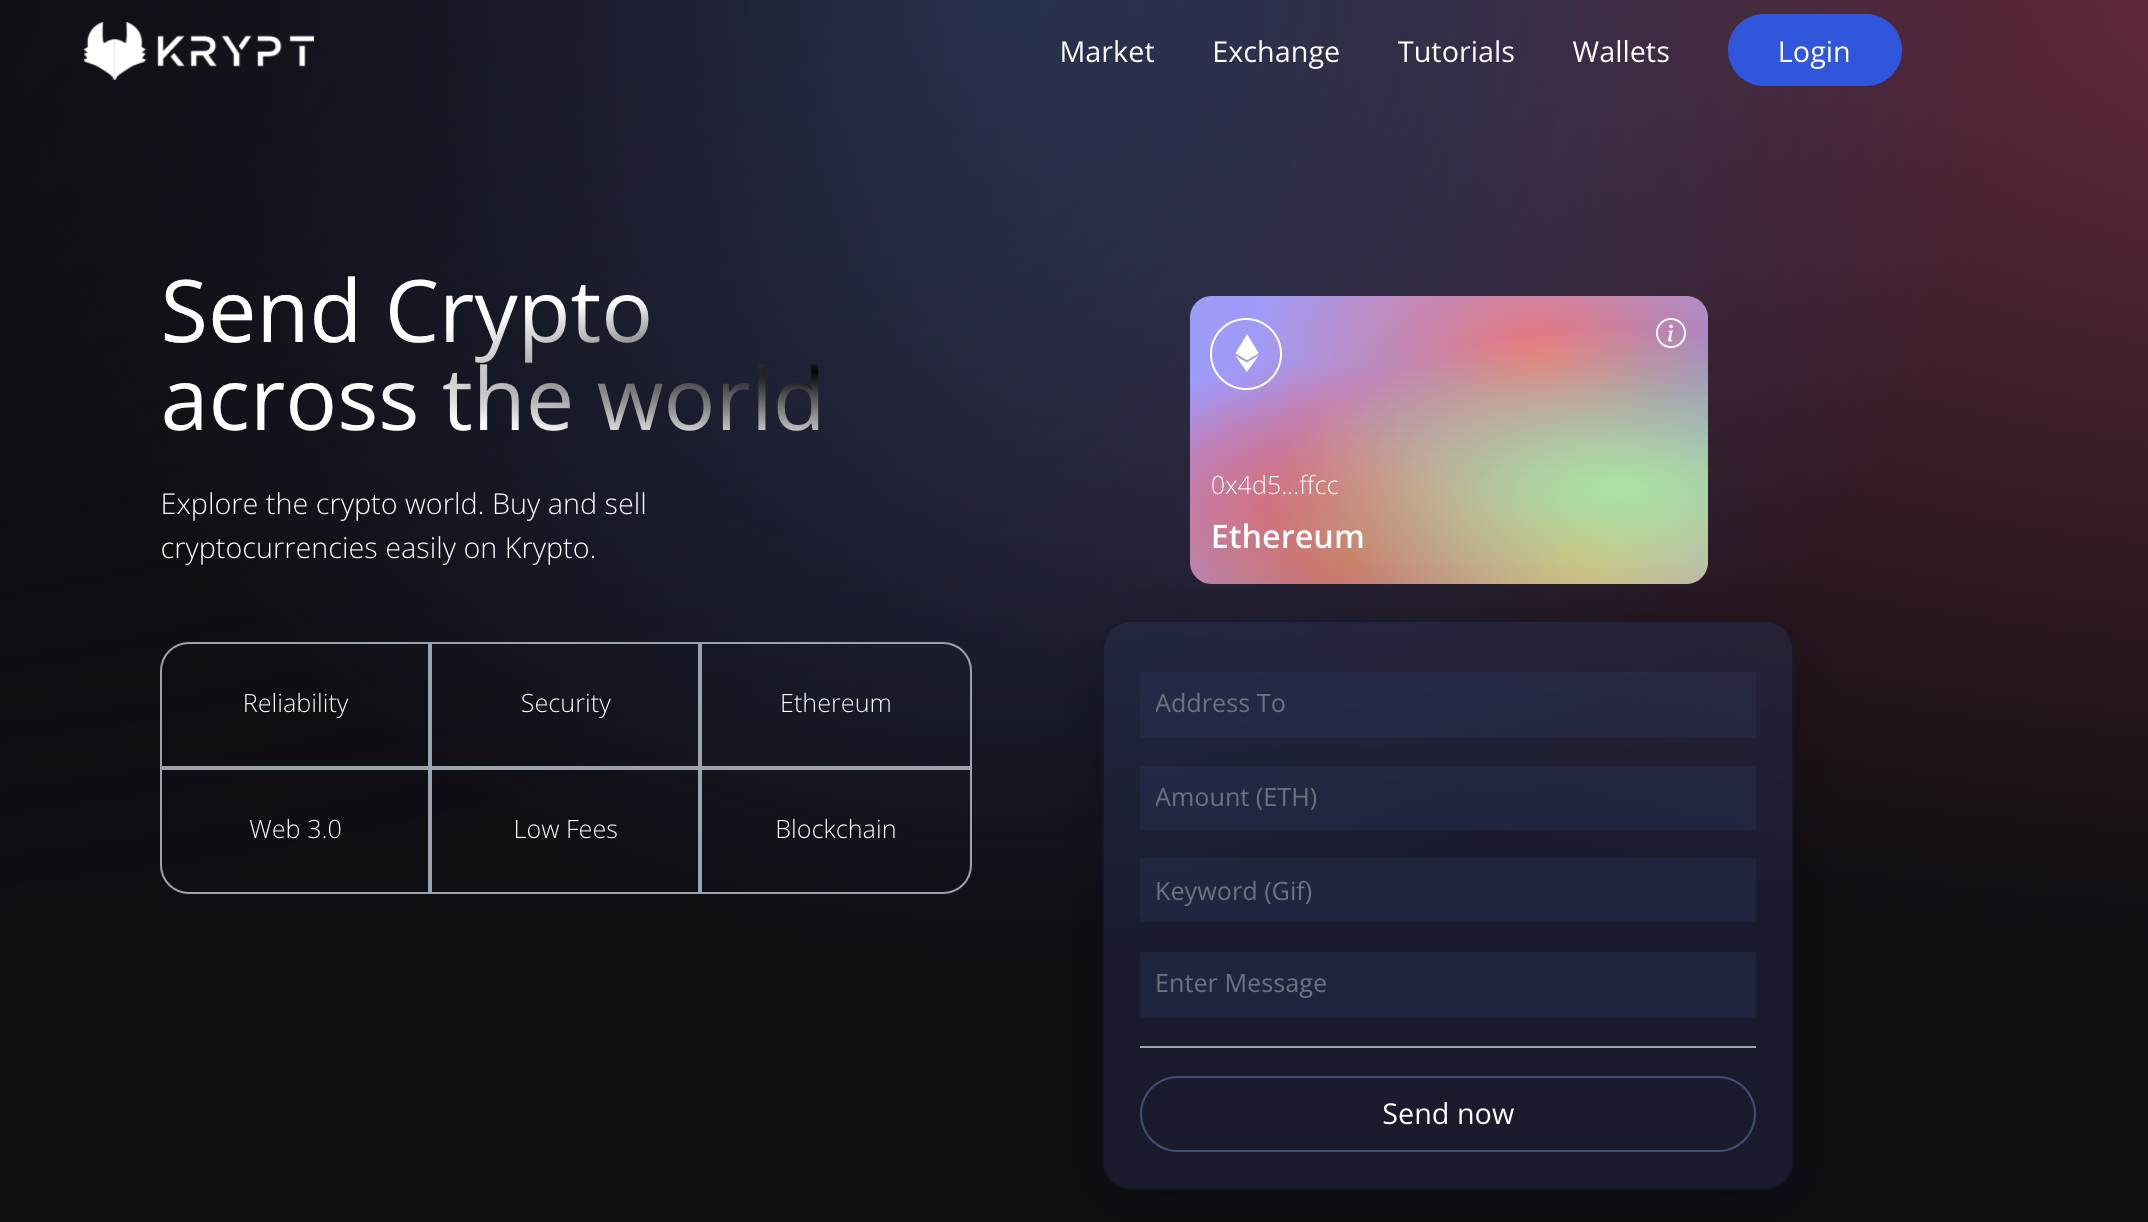 KRYPT
Market
Exchange
Tutorials
Wallets
Login
Send Crypto
across the world
Explore the crypto world. Buy and sell
cryptocurrencies easily on Krypto.
Reliability
Security
Ethereum
Web 3.0
Low Fees
Blockchain
i
0x4d5...ffcc
Ethereum
Address To
Amount (ETH)
Keyword (Gif)
Enter Message
Send now